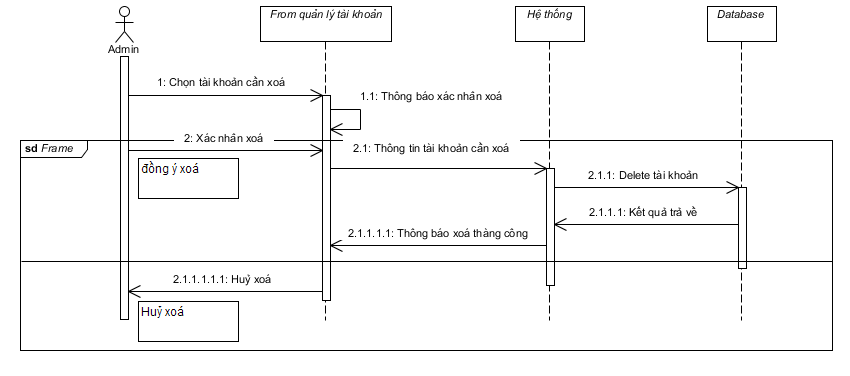 From quản lý tài khoản
Hệ thống
Database
Admin
1: Chọn tài khoản cần xoá
1.1: Thông báo xác nhân xoá
sd Frame
2: Xác nhân xoá
2.1: Thông tin tài khoản cần xoá
đồng ý xoá
2.1.1: Delete tài khoản
2.1.1.1: Kết quả trả về
2.1.1.1.1: Thông báo xoá thàng công
2.1.1.1.1.1: Huỷ xoá
Huỷ xoá